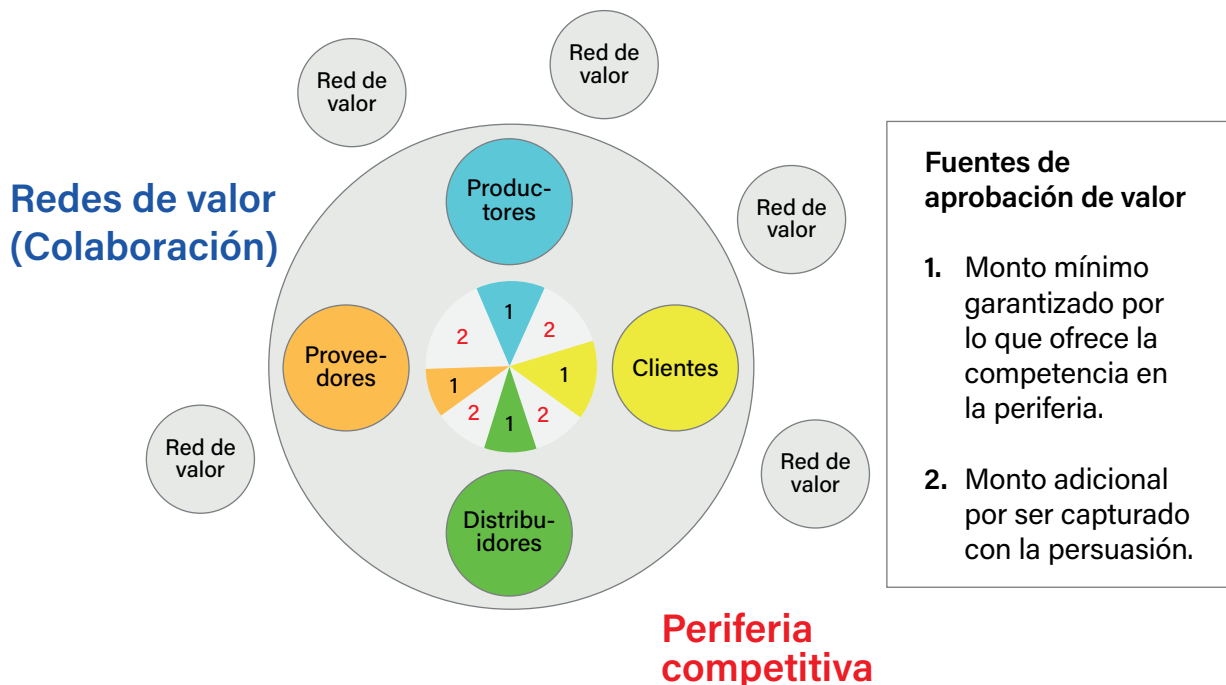 Red de
valor
Red de
valor
Redes de valor
(Colaboración)
Produc-
tores
Red de
valor
Provee-
dores
1
2
2
1
1
2
2
1
Clientes
Distribu-
idores
Red de
valor
Red de
valor
Periferia
competitiva
Fuentes de
aprobación de valor
1. Monto mínimo
garantizado por
lo que ofrece la
competencia en
la periferia.
2. Monto adicional
por ser capturado
con la persuasión.